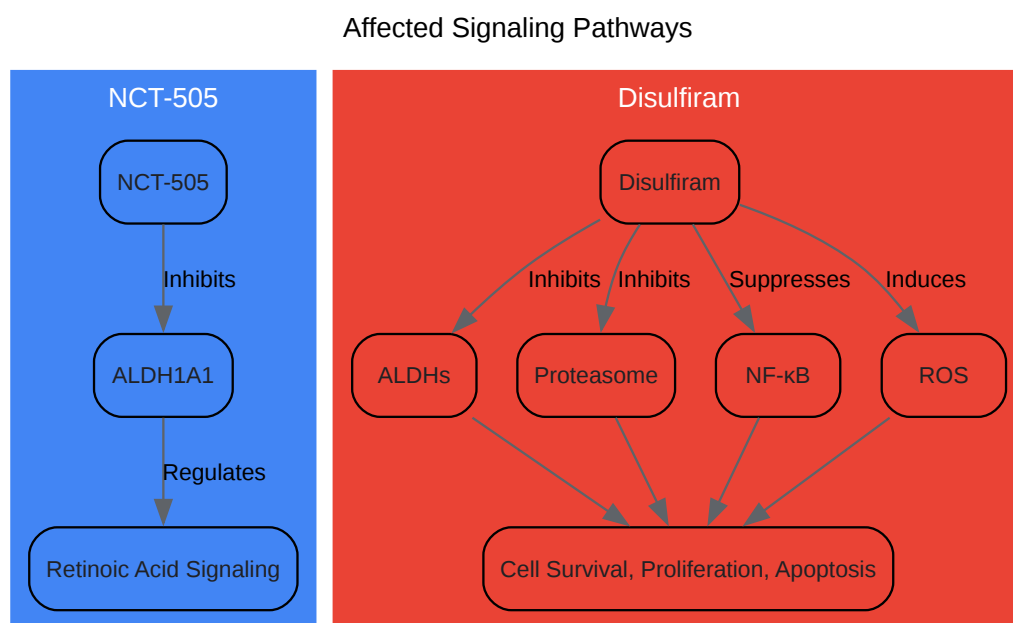 Affected Signaling Pathways
NCT-505
NCT-505
Inhibits
ALDH1A1
Regulates
Retinoic Acid Signaling
Disulfiram
Disulfiram
Inhibits
Inhibits
Suppresses
Induces
ALDHs
Proteasome
NF-κB
ROS
Cell Survival, Proliferation, Apoptosis